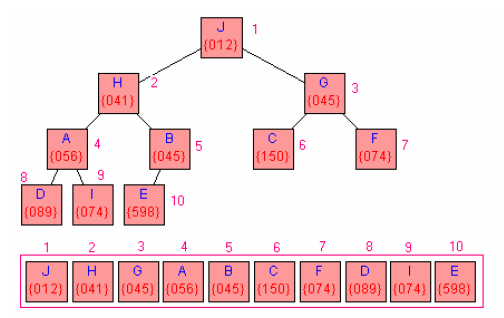 J 1
{012}
H 2
{041}
G 3
{045}
A 4
{056}
B 5
{045}
C 6
{150}
F 7
{074}
8 D
{089}
9 I
{074}
E 10
{598}
1 2 3 4 5 6 7 8 9 10
J H G A B C F D I E
{012} {041} {045} {056} {045} {150} {074} {089} {074} {598}